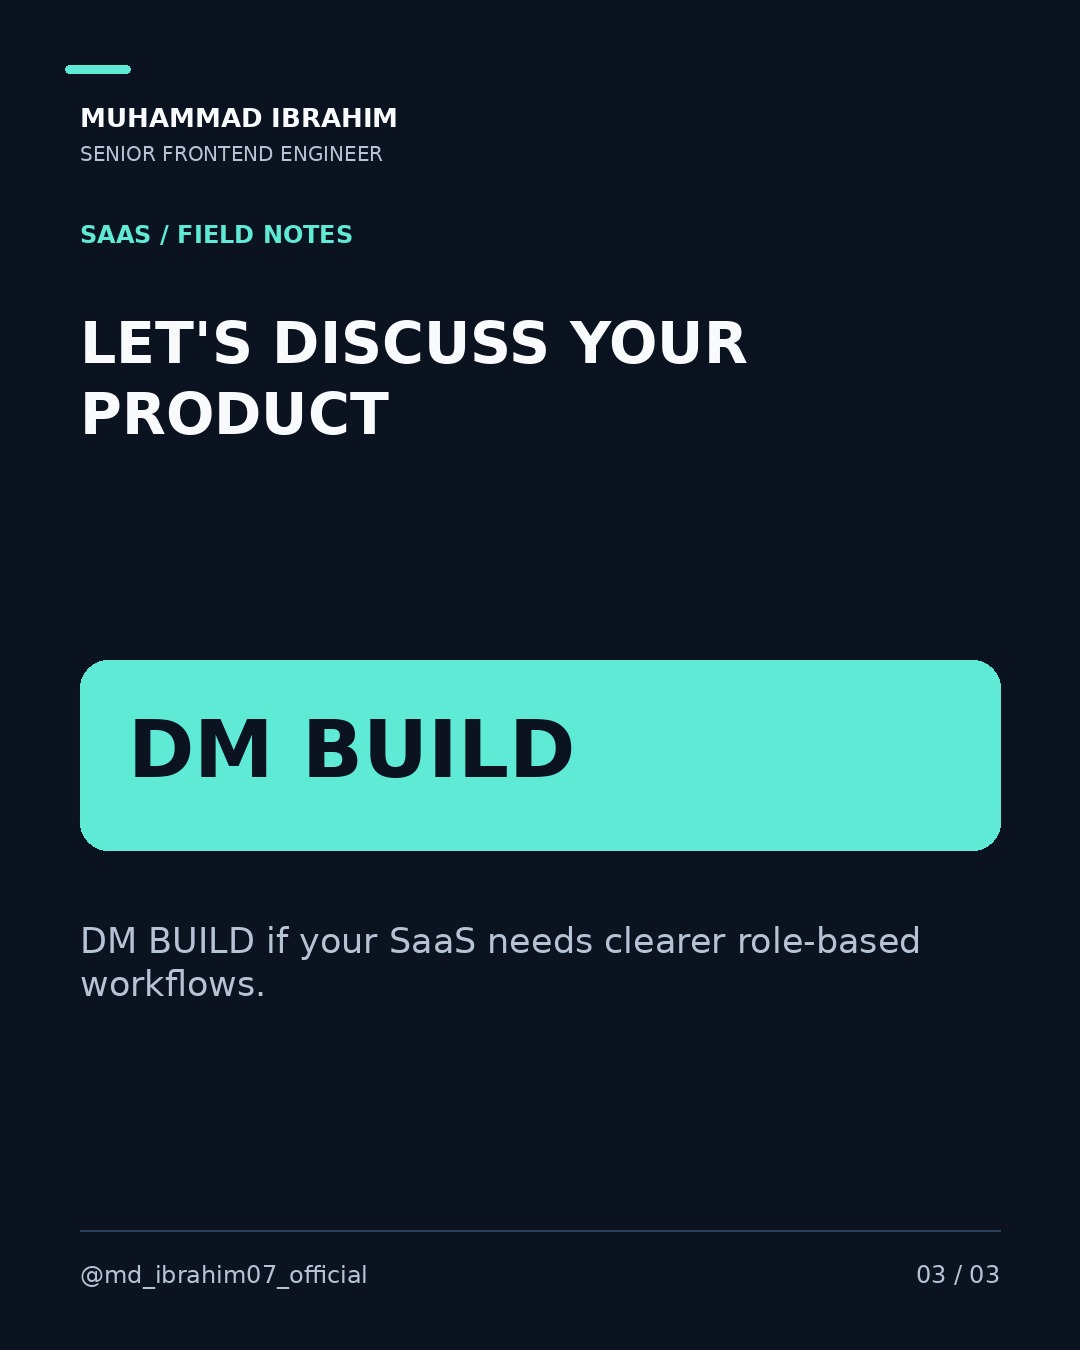 MUHAMMAD IBRAHIM
SENIOR FRONTEND ENGINEER
SAAS / FIELD NOTES
LET'S DISCUSS YOUR
PRODUCT
DM BUILD
DM BUILD if your SaaS needs clearer role-based
workflows.
@md_ibrahim07_official
03 / 03